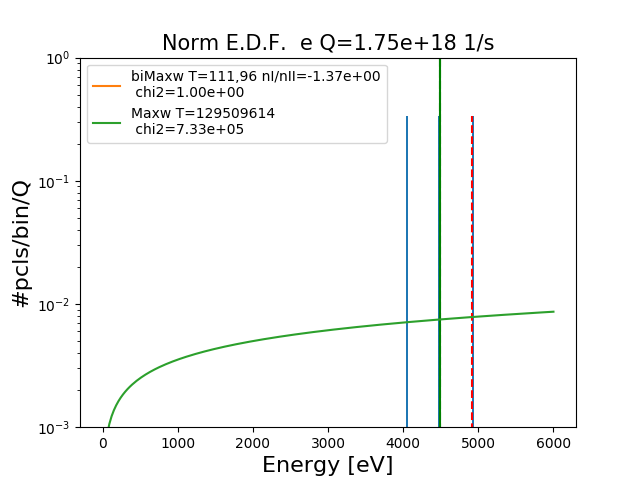 Norm E.D.F.  e Q=1.75e+18 1/s
biMaxw T=111,96 nI/nII=-1.37e+00
chi2=1.00e+00
Maxw T=129509614
chi2=7.33e+05
#pcls/bin/Q
10^0
10^-1
10^-2
10^-3
0 1000 2000 3000 4000 5000 6000
Energy [eV]